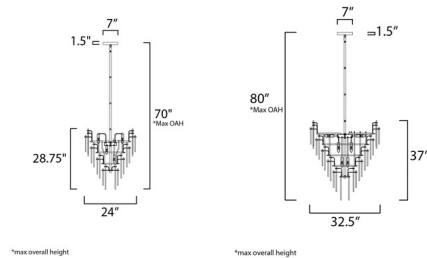 7"
1.5"
70"
*Max OAH
28.75"
24"
*max overall height
7"
1.5"
80"
*Max OAH
37"
32.5"
*max overall height